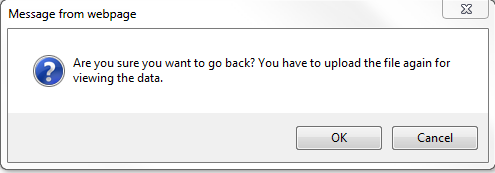 Message from webpage
Are you sure you want to go back? You have to upload the file again for
viewing the data.
OK
Cancel